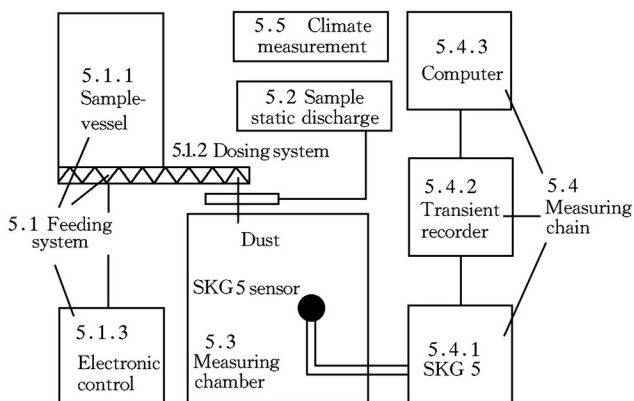 5.1.1
Sample-
vessel
5.5 Climate
measurement
5.4.3
Computer
5.2 Sample
static discharge
5.1.2 Dosing system
5.1 Feeding
system
Dust
5.4.2
Transient
recorder
5.4
Measuring
chain
SKG 5 sensor
5.1.3
Electronic
control
5.3
Measuring
chamber
5.4.1
SKG 5